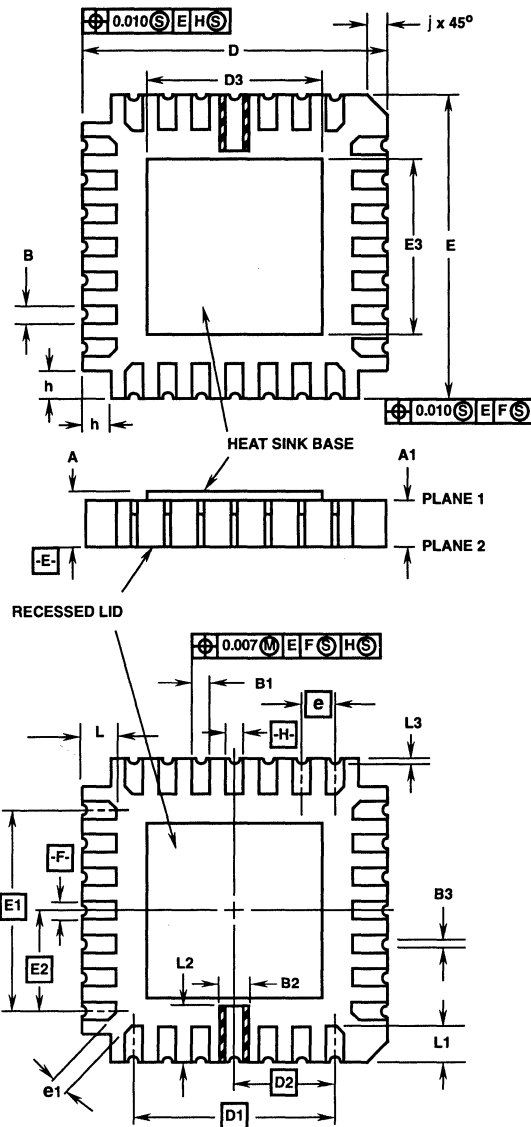 ⌖ 0.010 Ⓢ E H Ⓢ
j x 45°
D
D3
B
E3
E
h
h
⌖ 0.010 Ⓢ E F Ⓢ
HEAT SINK BASE
A
A1
PLANE 1
PLANE 2
-E-
RECESSED LID
⌖ 0.007 Ⓜ E F Ⓢ H Ⓢ
B1
e
L
-H-
L3
-F-
E1
B3
E2
L2
B2
L1
e1
D2
D1